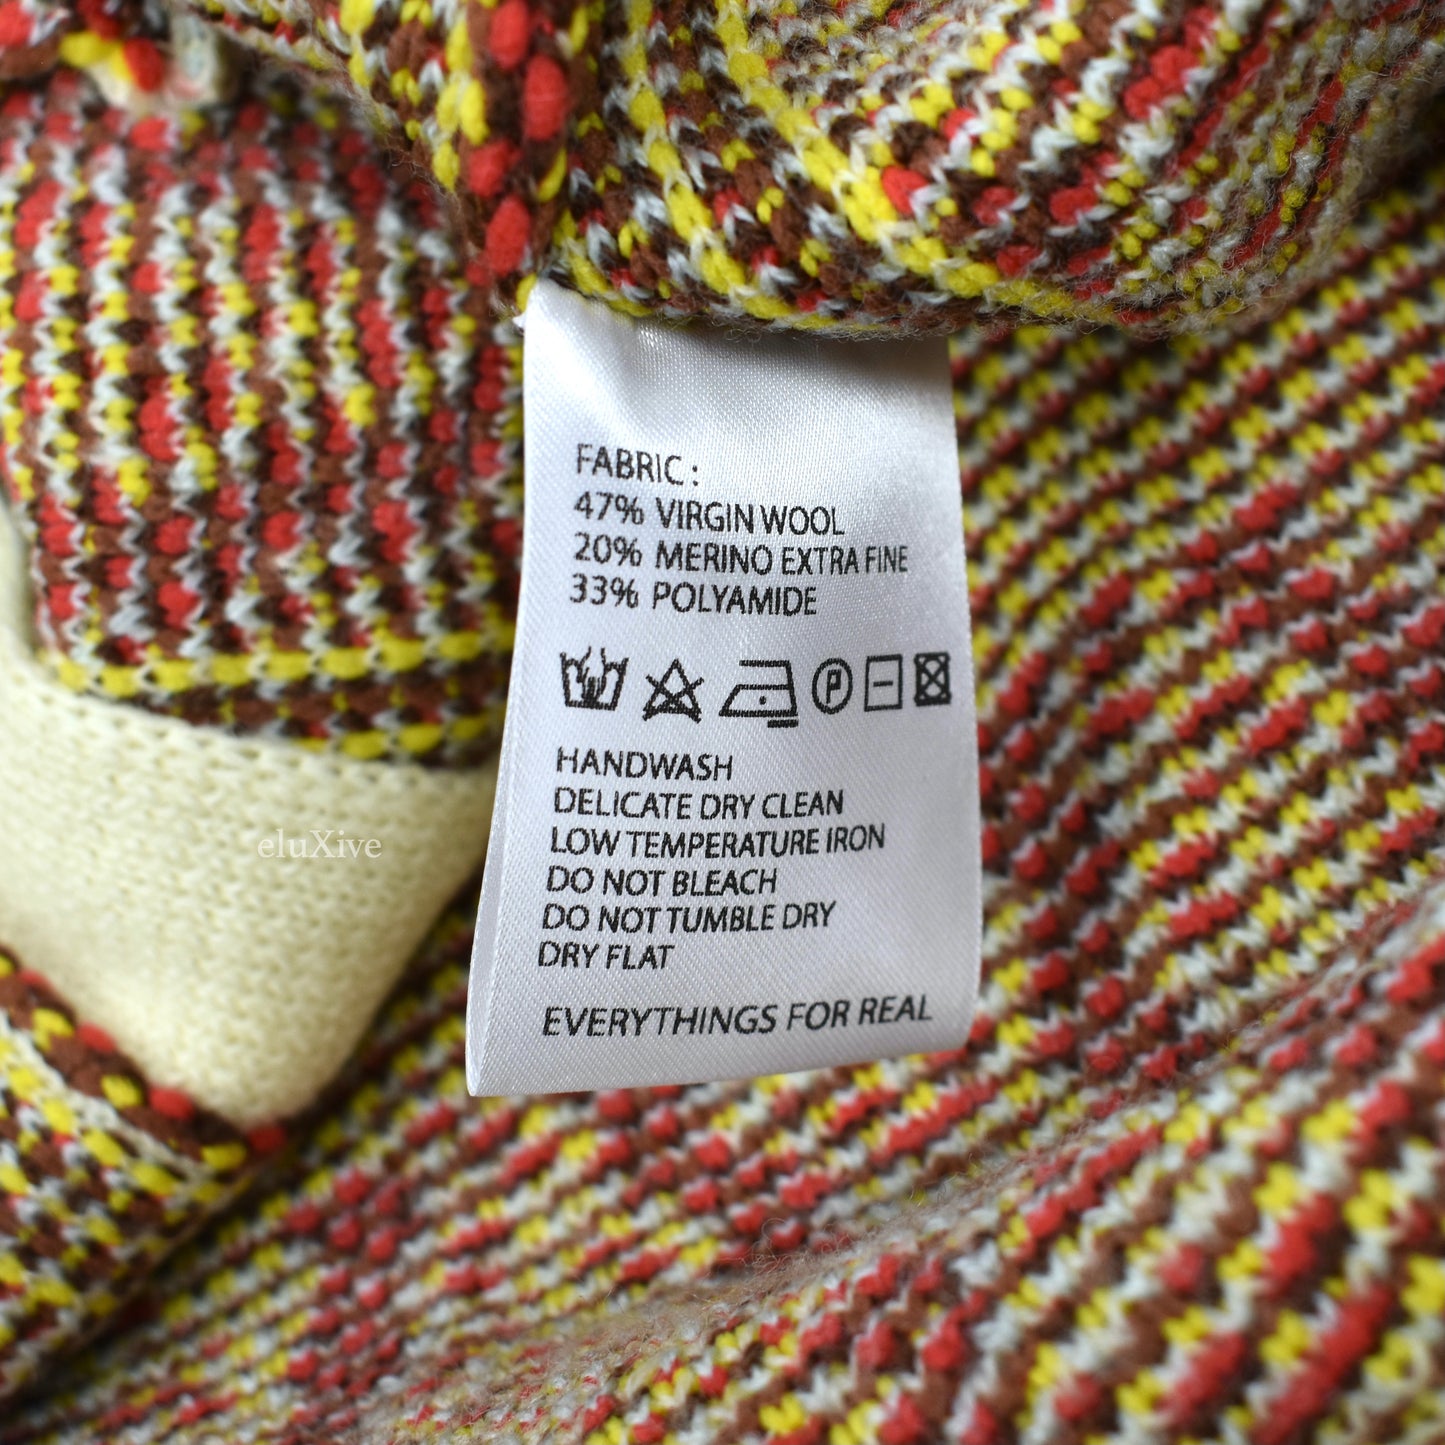 FABRIC :
47% VIRGIN WOOL
20% MERINO EXTRA FINE
33% POLYAMIDE
P
HANDWASH
DELICATE DRY CLEAN
LOW TEMPERATURE IRON
DO NOT BLEACH
DO NOT TUMBLE DRY
DRY FLAT
EVERYTHINGS FOR REAL
eluXive